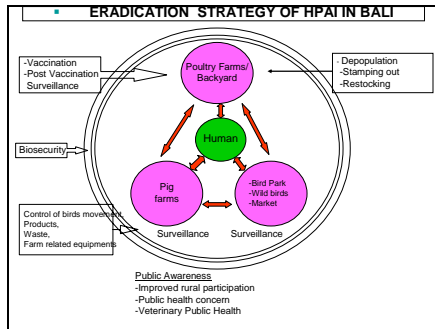 ▪ ERADICATION STRATEGY OF HPAI IN BALI
-Vaccination
-Post Vaccination
Surveillance
Poultry Farms/
Backyard
- Depopulation
-Stamping out
-Restocking
Human
Biosecurity
Pig
farms
-Bird Park
-Wild birds
-Market
Control of birds movement,
Products,
Waste,
Farm related equipments
Surveillance
Surveillance
Public Awareness
-Improved rural participation
-Public health concern
-Veterinary Public Health